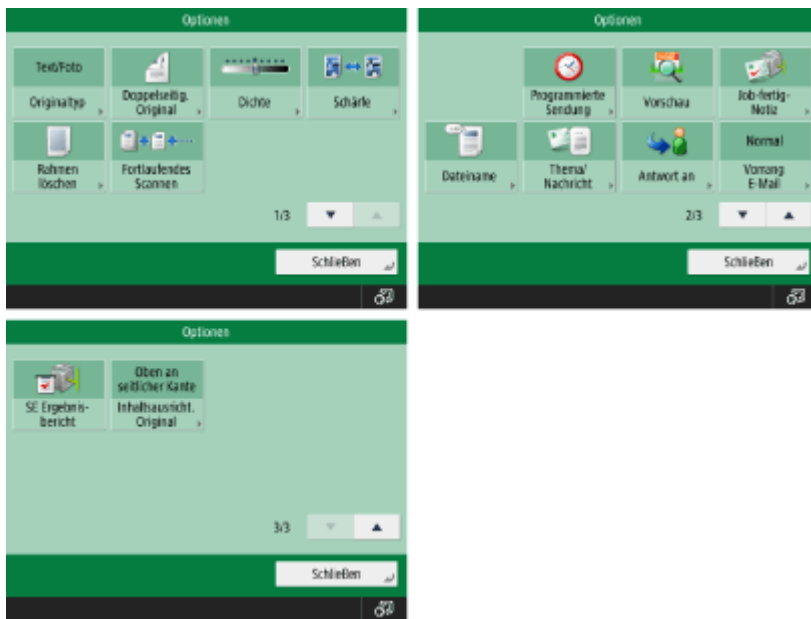 Optionen
Text/Foto
Originaltyp
Doppelseitig.
Original
Dichte
Schärfe
Rahmen
löschen
Fortlaufendes
Scannen
1/3
Schließen
Optionen
Programmierte
Sendung
Vorschau
Job-fertig-
Notiz
Normal
Dateiname
Thema/
Nachricht
Antwort an
Vorrang
E-Mail
2/3
Schließen
Optionen
SE Ergebnis-
bericht
Oben an
seitlicher Kante
Inhaltsausricht.
Original
3/3
Schließen